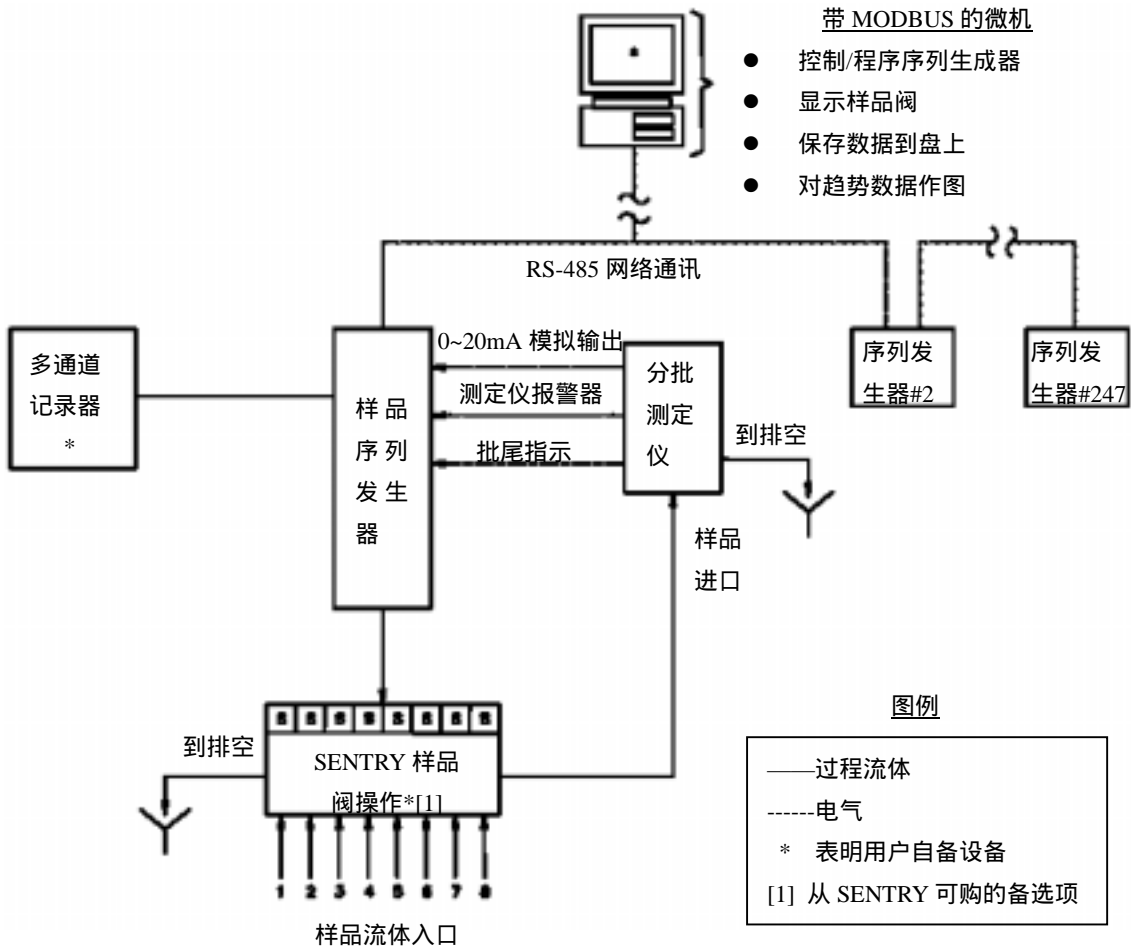 带 MODBUS 的微机
● 控制/程序序列生成器
● 显示样品阀
● 保存数据到盘上
● 对趋势数据作图
RS-485 网络通讯
多通道
记录器
*
样 品
序 列
发 生
器
0~20mA 模拟输出
测定仪报警器
批尾指示
分批
测定
仪
到排空
序列发
生器#2
序列发
生器#247
样品
进口
到排空
S S S S S S S S
SENTRY 样品
阀操作*[1]
1 2 3 4 5 6 7 8
样品流体入口
图例
——过程流体
------电气
* 表明用户自备设备
[1] 从 SENTRY 可购的备选项